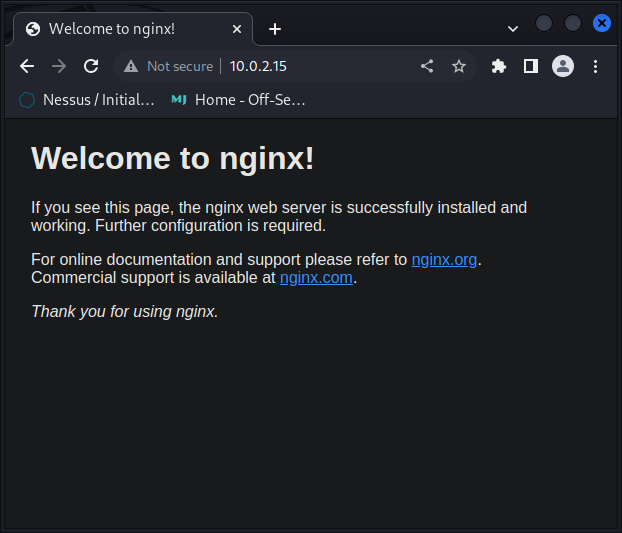 Welcome to nginx!
Not secure | 10.0.2.15
Nessus / Initial... Home - Off-Se...
Welcome to nginx!
If you see this page, the nginx web server is successfully installed and
working. Further configuration is required.
For online documentation and support please refer to nginx.org.
Commercial support is available at nginx.com.
Thank you for using nginx.